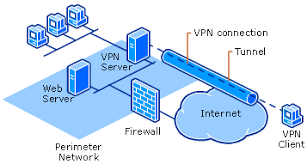 VPN connection
Tunnel
VPN
Server
Web
Server
Internet
Firewall
VPN
Client
Perimeter
Network